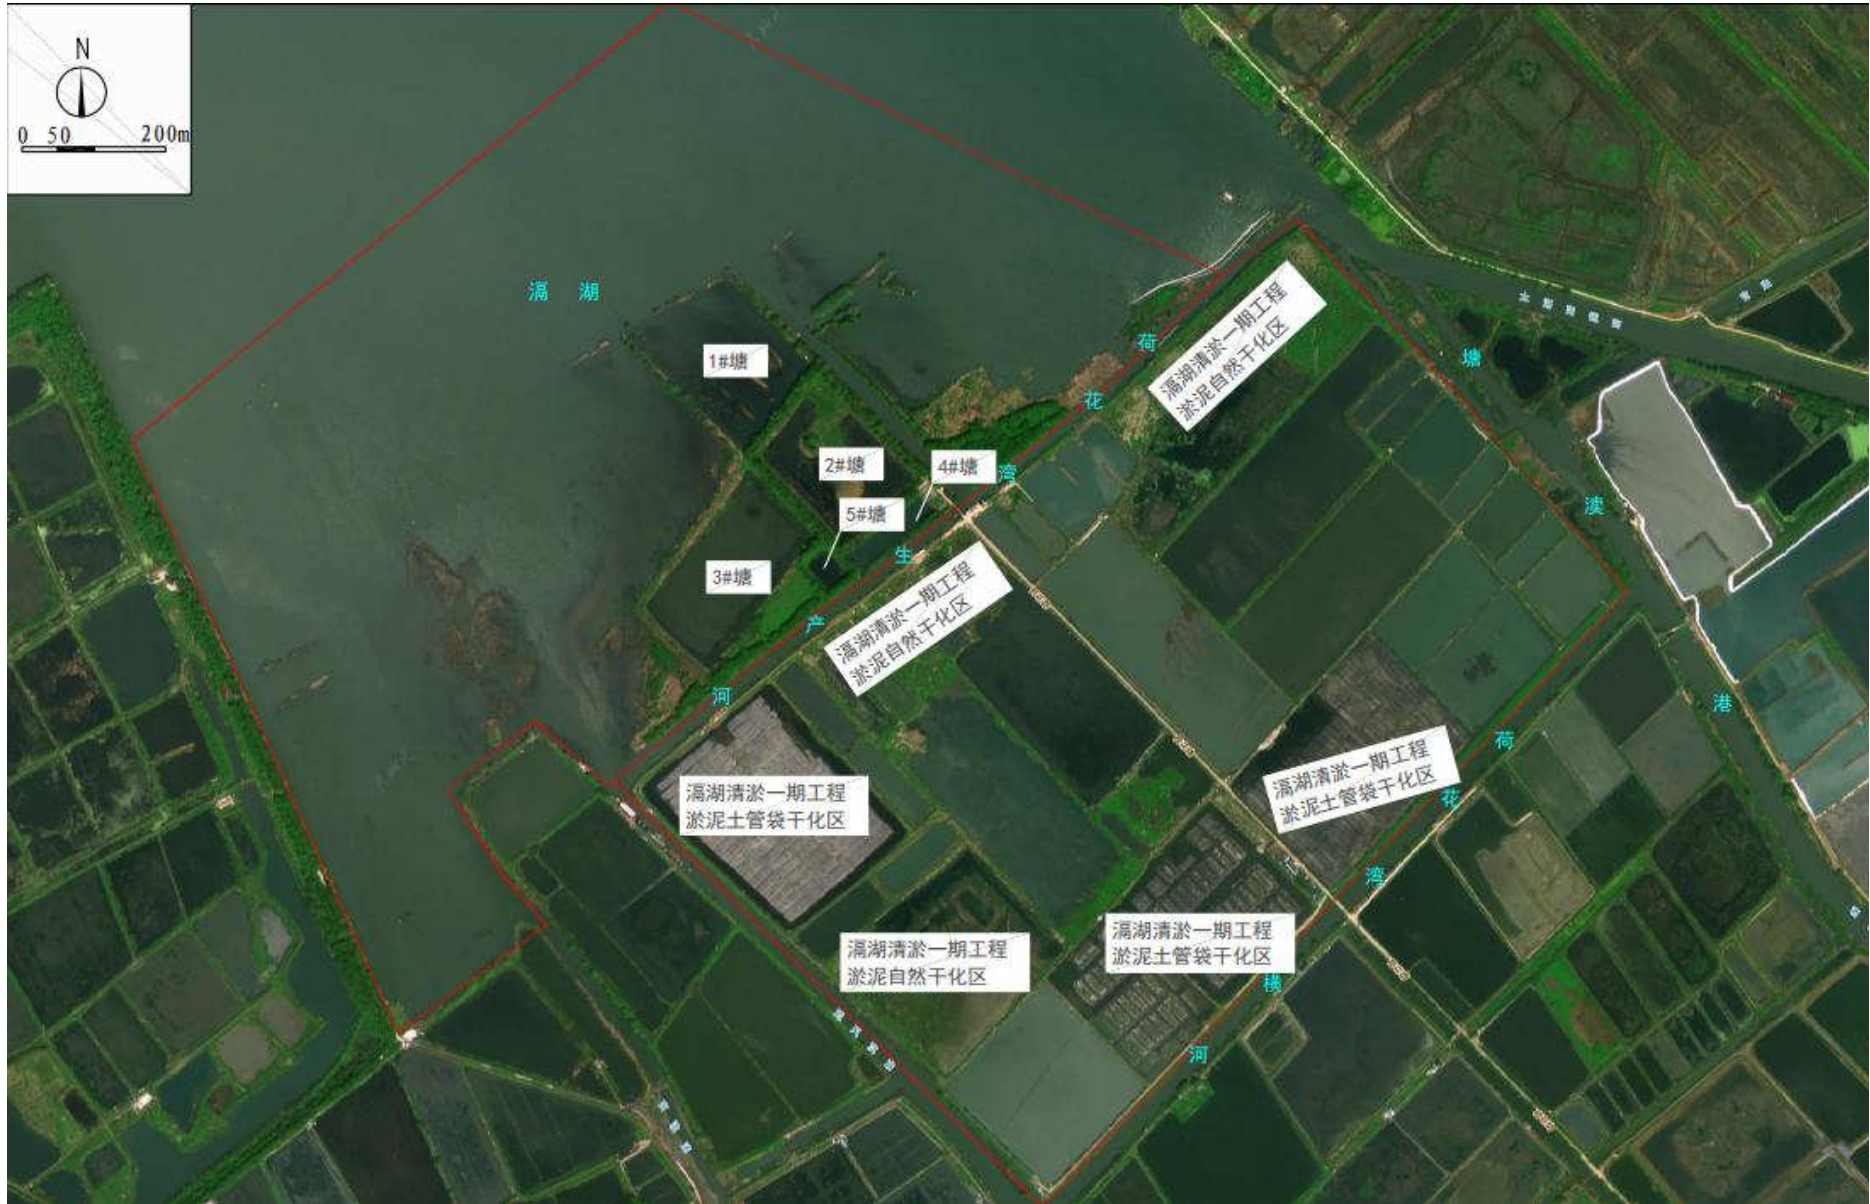 N
0 50 200m
滆 湖
荷花湾生产河
塘渎港
荷花湾横河
1#塘
2#塘
4#塘
5#塘
3#塘
滆湖清淤一期工程
淤泥自然干化区
滆湖清淤一期工程
淤泥自然干化区
滆湖清淤一期工程
淤泥土管袋干化区
滆湖清淤一期工程
淤泥土管袋干化区
滆湖清淤一期工程
淤泥自然干化区
滆湖清淤一期工程
淤泥土管袋干化区